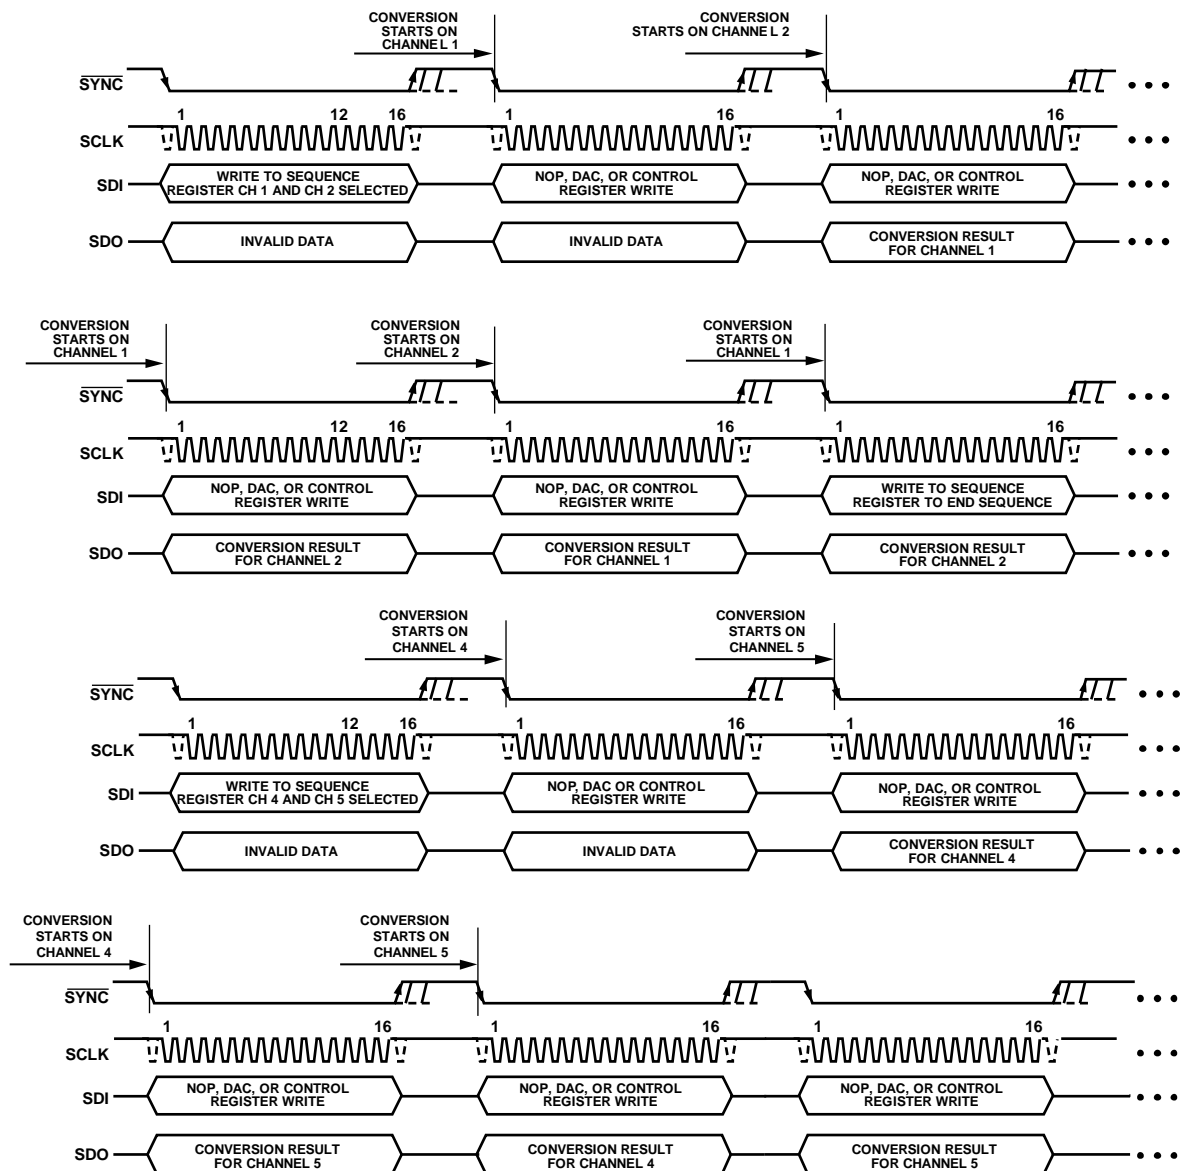 CONVERSION
STARTS ON
CHANNEL 1
CONVERSION
STARTS ON CHANNEL 2
SYNC
1 12 16 1 16 1 16
SCLK
SDI
WRITE TO SEQUENCE
REGISTER CH 1 AND CH 2 SELECTED
NOP, DAC, OR CONTROL
REGISTER WRITE
NOP, DAC, OR CONTROL
REGISTER WRITE
SDO
INVALID DATA
INVALID DATA
CONVERSION RESULT
FOR CHANNEL 1
CONVERSION
STARTS ON
CHANNEL 1
CONVERSION
STARTS ON
CHANNEL 2
CONVERSION
STARTS ON
CHANNEL 1
SYNC
1 12 16 1 16 1 16
SCLK
SDI
NOP, DAC, OR CONTROL
REGISTER WRITE
NOP, DAC, OR CONTROL
REGISTER WRITE
WRITE TO SEQUENCE
REGISTER TO END SEQUENCE
SDO
CONVERSION RESULT
FOR CHANNEL 2
CONVERSION RESULT
FOR CHANNEL 1
CONVERSION RESULT
FOR CHANNEL 2
CONVERSION
STARTS ON
CHANNEL 4
CONVERSION
STARTS ON
CHANNEL 5
SYNC
1 12 16 1 16 1 16
SCLK
SDI
WRITE TO SEQUENCE
REGISTER CH 4 AND CH 5 SELECTED
NOP, DAC OR CONTROL
REGISTER WRITE
NOP, DAC, OR CONTROL
REGISTER WRITE
SDO
INVALID DATA
INVALID DATA
CONVERSION RESULT
FOR CHANNEL 4
CONVERSION
STARTS ON
CHANNEL 4
CONVERSION
STARTS ON
CHANNEL 5
SYNC
1 16 1 16 1 16
SCLK
SDI
NOP, DAC, OR CONTROL
REGISTER WRITE
NOP, DAC, OR CONTROL
REGISTER WRITE
NOP, DAC, OR CONTROL
REGISTER WRITE
SDO
CONVERSION RESULT
FOR CHANNEL 5
CONVERSION RESULT
FOR CHANNEL 4
CONVERSION RESULT
FOR CHANNEL 5